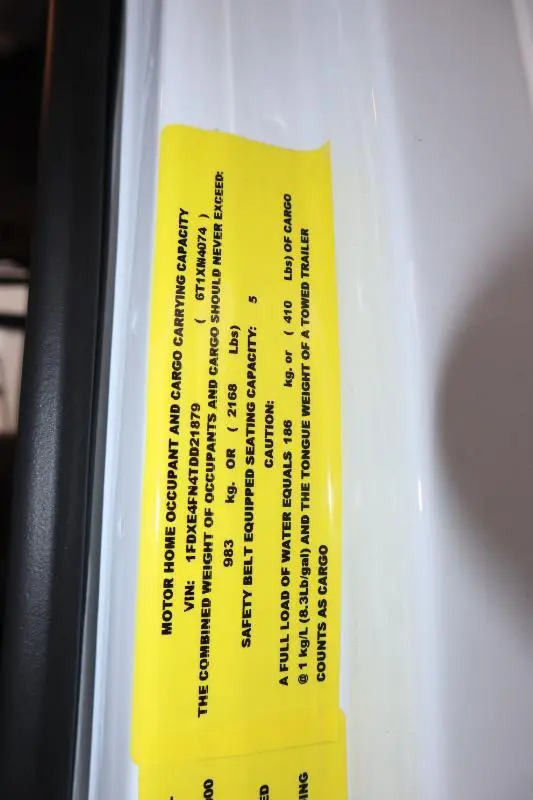 MOTOR HOME OCCUPANT AND CARGO CARRYING CAPACITY
VIN: 1FDXE4FN4TDD21879 ( 6T1XM4074 )
THE COMBINED WEIGHT OF OCCUPANTS AND CARGO SHOULD NEVER EXCEED:
983 kg. OR ( 2168 Lbs)
SAFETY BELT EQUIPPED SEATING CAPACITY: 5
CAUTION:
A FULL LOAD OF WATER EQUALS 186 kg. or ( 410 Lbs) OF CARGO
@ 1 kg/L (8.3Lb/gal) AND THE TONGUE WEIGHT OF A TOWED TRAILER
COUNTS AS CARGO